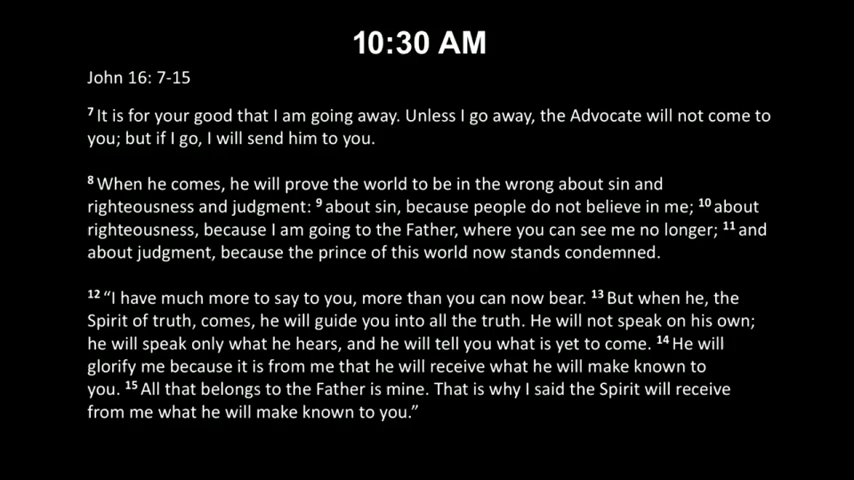 10:30 AM
John 16: 7-15
7 It is for your good that I am going away. Unless I go away, the Advocate will not come to
you; but if I go, I will send him to you.
8 When he comes, he will prove the world to be in the wrong about sin and
righteousness and judgment: 9 about sin, because people do not believe in me; 10 about
righteousness, because I am going to the Father, where you can see me no longer; 11 and
about judgment, because the prince of this world now stands condemned.
12 “I have much more to say to you, more than you can now bear. 13 But when he, the
Spirit of truth, comes, he will guide you into all the truth. He will not speak on his own;
he will speak only what he hears, and he will tell you what is yet to come. 14 He will
glorify me because it is from me that he will receive what he will make known to
you. 15 All that belongs to the Father is mine. That is why I said the Spirit will receive
from me what he will make known to you.”